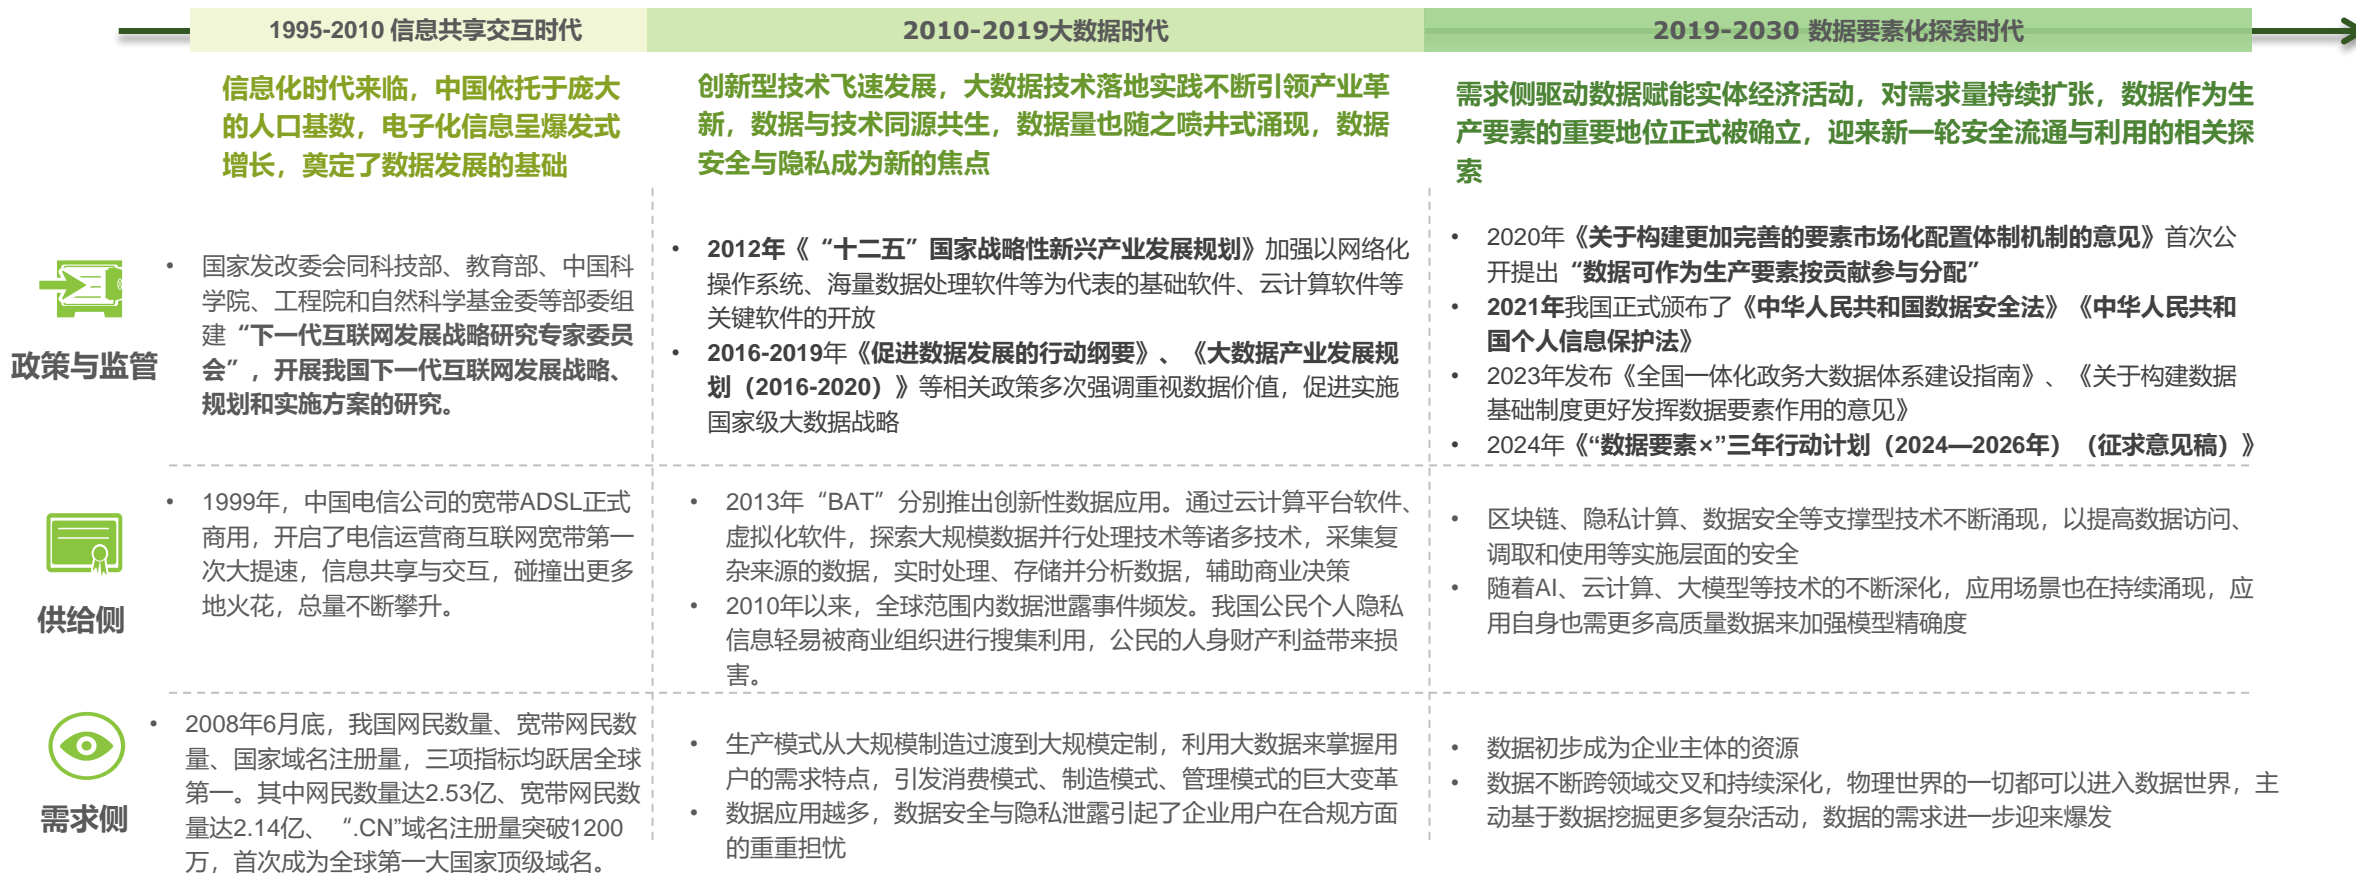 1995-2010 信息共享交互时代
2010-2019大数据时代
2019-2030 数据要素化探索时代
信息化时代来临，中国依托于庞大
的人口基数，电子化信息呈爆发式
增长，奠定了数据发展的基础
创新型技术飞速发展，大数据技术落地实践不断引领产业革
新，数据与技术同源共生，数据量也随之喷井式涌现，数据
安全与隐私成为新的焦点
需求侧驱动数据赋能实体经济活动，对需求量持续扩张，数据作为生
产要素的重要地位正式被确立，迎来新一轮安全流通与利用的相关探
索
政策与监管
• 国家发改委会同科技部、教育部、中国科
学院、工程院和自然科学基金委等部委组
建“下一代互联网发展战略研究专家委员
会”，开展我国下一代互联网发展战略、
规划和实施方案的研究。
• 2012年《“十二五”国家战略性新兴产业发展规划》加强以网络化
操作系统、海量数据处理软件等为代表的基础软件、云计算软件等
关键软件的开放
• 2016-2019年《促进数据发展的行动纲要》、《大数据产业发展规
划（2016-2020）》等相关政策多次强调重视数据价值，促进实施
国家级大数据战略
• 2020年《关于构建更加完善的要素市场化配置体制机制的意见》首次公
开提出“数据可作为生产要素按贡献参与分配”
• 2021年我国正式颁布了《中华人民共和国数据安全法》《中华人民共和
国个人信息保护法》
• 2023年发布《全国一体化政务大数据体系建设指南》、《关于构建数据
基础制度更好发挥数据要素作用的意见》
• 2024年《“数据要素×”三年行动计划（2024—2026年）（征求意见稿）》
供给侧
• 1999年，中国电信公司的宽带ADSL正式
商用，开启了电信运营商互联网宽带第一
次大提速，信息共享与交互，碰撞出更多
地火花，总量不断攀升。
• 2013年“BAT”分别推出创新性数据应用。通过云计算平台软件、
虚拟化软件，探索大规模数据并行处理技术等诸多技术，采集复
杂来源的数据，实时处理、存储并分析数据，辅助商业决策
• 2010年以来，全球范围内数据泄露事件频发。我国公民个人隐私
信息轻易被商业组织进行搜集利用，公民的人身财产利益带来损
害。
• 区块链、隐私计算、数据安全等支撑型技术不断涌现，以提高数据访问、
调取和使用等实施层面的安全
• 随着AI、云计算、大模型等技术的不断深化，应用场景也在持续涌现，应
用自身也需更多高质量数据来加强模型精确度
需求侧
• 2008年6月底，我国网民数量、宽带网民数
量、国家域名注册量，三项指标均跃居全球
第一。其中网民数量达2.53亿、宽带网民数
量达2.14亿、“.CN”域名注册量突破1200
万，首次成为全球第一大国家顶级域名。
• 生产模式从大规模制造过渡到大规模定制，利用大数据来掌握用
户的需求特点，引发消费模式、制造模式、管理模式的巨大变革
• 数据应用越多，数据安全与隐私泄露引起了企业用户在合规方面
的重重担忧
• 数据初步成为企业主体的资源
• 数据不断跨领域交叉和持续深化，物理世界的一切都可以进入数据世界，主
动基于数据挖掘更多复杂活动，数据的需求进一步迎来爆发